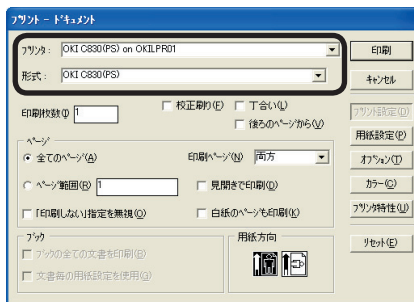 プリント - ドキュメント
プリンタ: OKI C830(PS) on OKILPR01
形式: OKI C830(PS)
印刷
キャンセル
印刷枚数(I) 1
校正刷り(F)
丁合い(L)
後ろのページから(V)
プリント設定(D)
用紙設定(P)
オプション(T)
カラー(C)
プリンタ特性(U)
リセット(E)
ページ
全てのページ(A)
印刷ページ(N) 両方
ページ範囲(R) 1
見開きで印刷(D)
「印刷しない」指定を無視(O)
白紙のページも印刷(K)
ブック
ブックの全ての文書を印刷(B)
文書毎の用紙設定を使用(G)
用紙方向